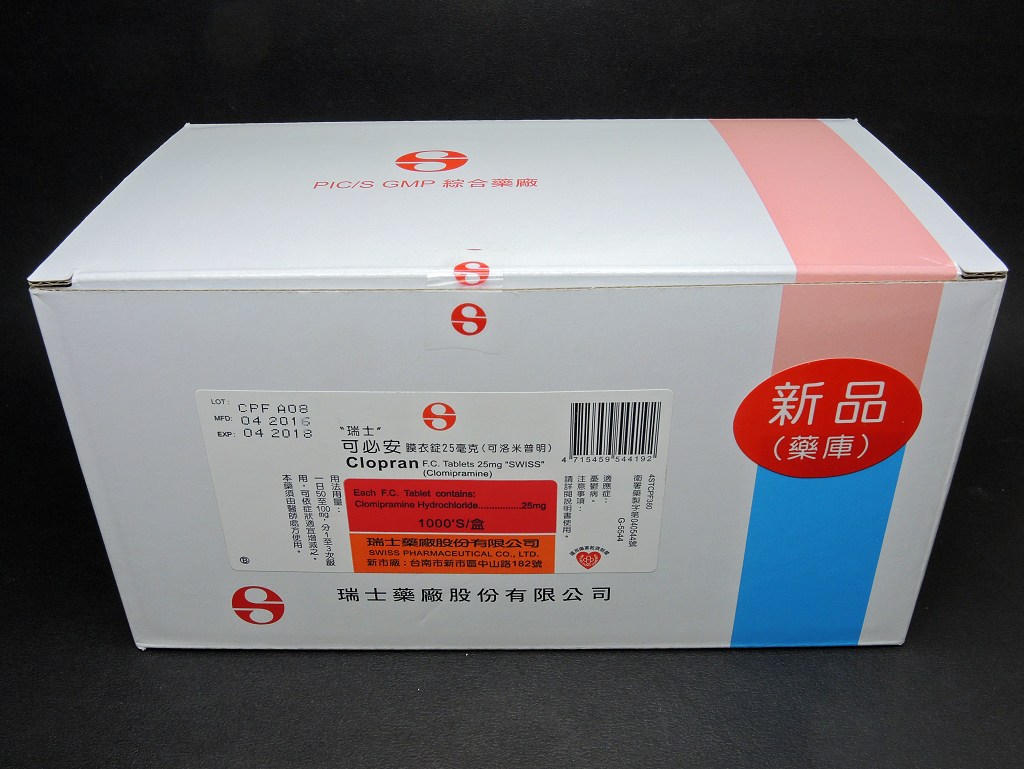 PIC/S GMP 綜合藥廠
新品
(藥庫)
LOT: CPF A08
MFD: 04 2016
EXP: 04 2018
"瑞士"
可必安 膜衣錠25毫克(可洛米普明)
Clopran F.C. Tablets 25mg "SWISS"
(Clomipramine)
4 715459 544192
Each F.C. Tablet contains:
Clomipramine Hydrochloride..................25mg
1000'S/盒
瑞士藥廠股份有限公司
SWISS PHARMACEUTICAL CO., LTD.
新市廠:台南市新市區中山路182號
用法用量:
一日50至100mg,分1至3次服
用,可依症狀適宜增減之。
本藥須由醫師處方使用。
4STCPF380
衛署藥製字第040544號
G-5544
適應症:
憂鬱病。
注意事項:
請詳閱說明書使用。
瑞士藥廠股份有限公司